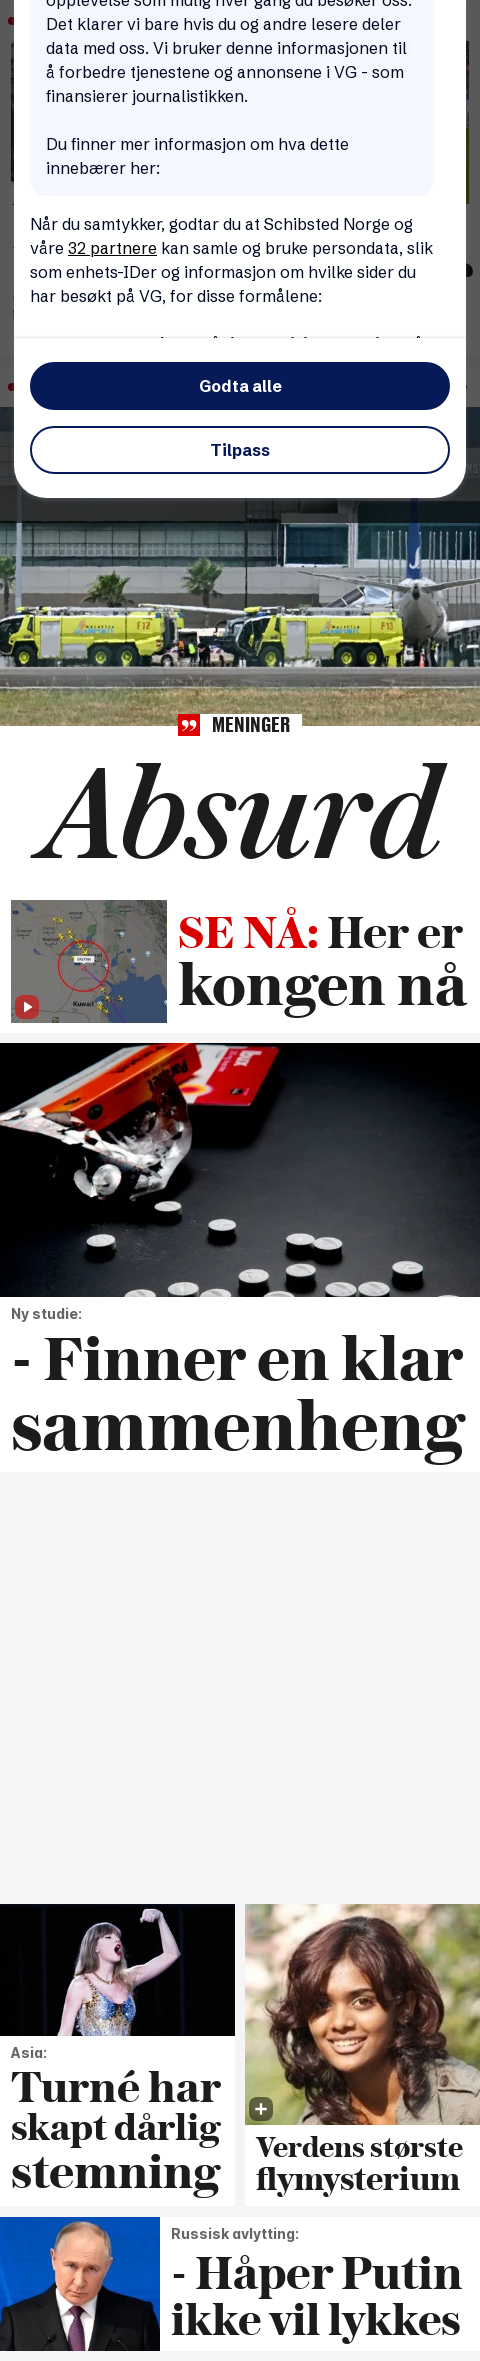 opplevelse som mulig hver gang du besøker oss.
Det klarer vi bare hvis du og andre lesere deler
data med oss. Vi bruker denne informasjonen til
å forbedre tjenestene og annonsene i VG - som
finansierer journalistikken.
Du finner mer informasjon om hva dette
innebærer her:
Når du samtykker, godtar du at Schibsted Norge og
våre 32 partnere kan samle og bruke persondata, slik
som enhets-IDer og informasjon om hvilke sider du
har besøkt på VG, for disse formålene:
Godta alle
Tilpass
F12
F13
MENINGER
Absurd
Kuwait
SE NÅ: Her er
kongen nå
Ny studie:
- Finner en klar
sammenheng
Asia:
Turné har
skapt dårlig
stemning
Verdens største
flymysterium
Russisk avlytting:
- Håper Putin
ikke vil lykkes